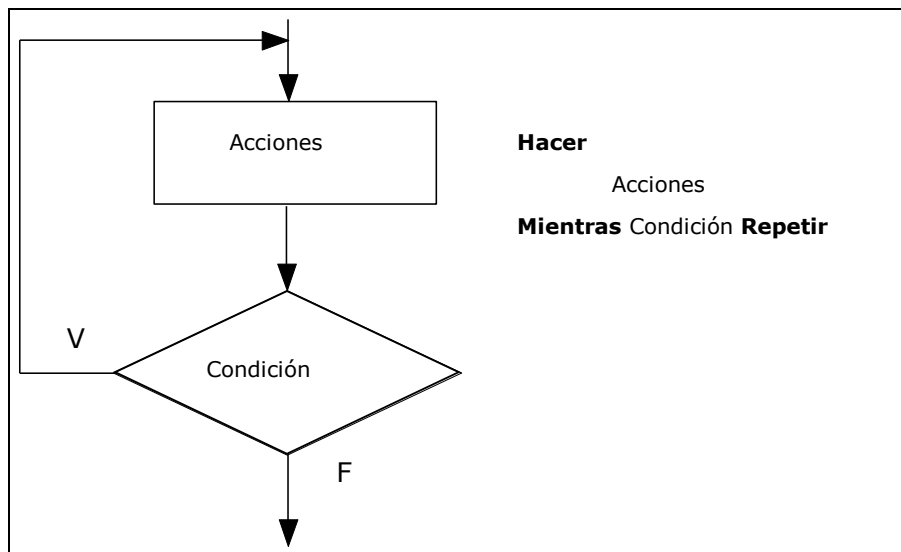 Acciones
Hacer
Acciones
Mientras Condición Repetir
V
Condición
F